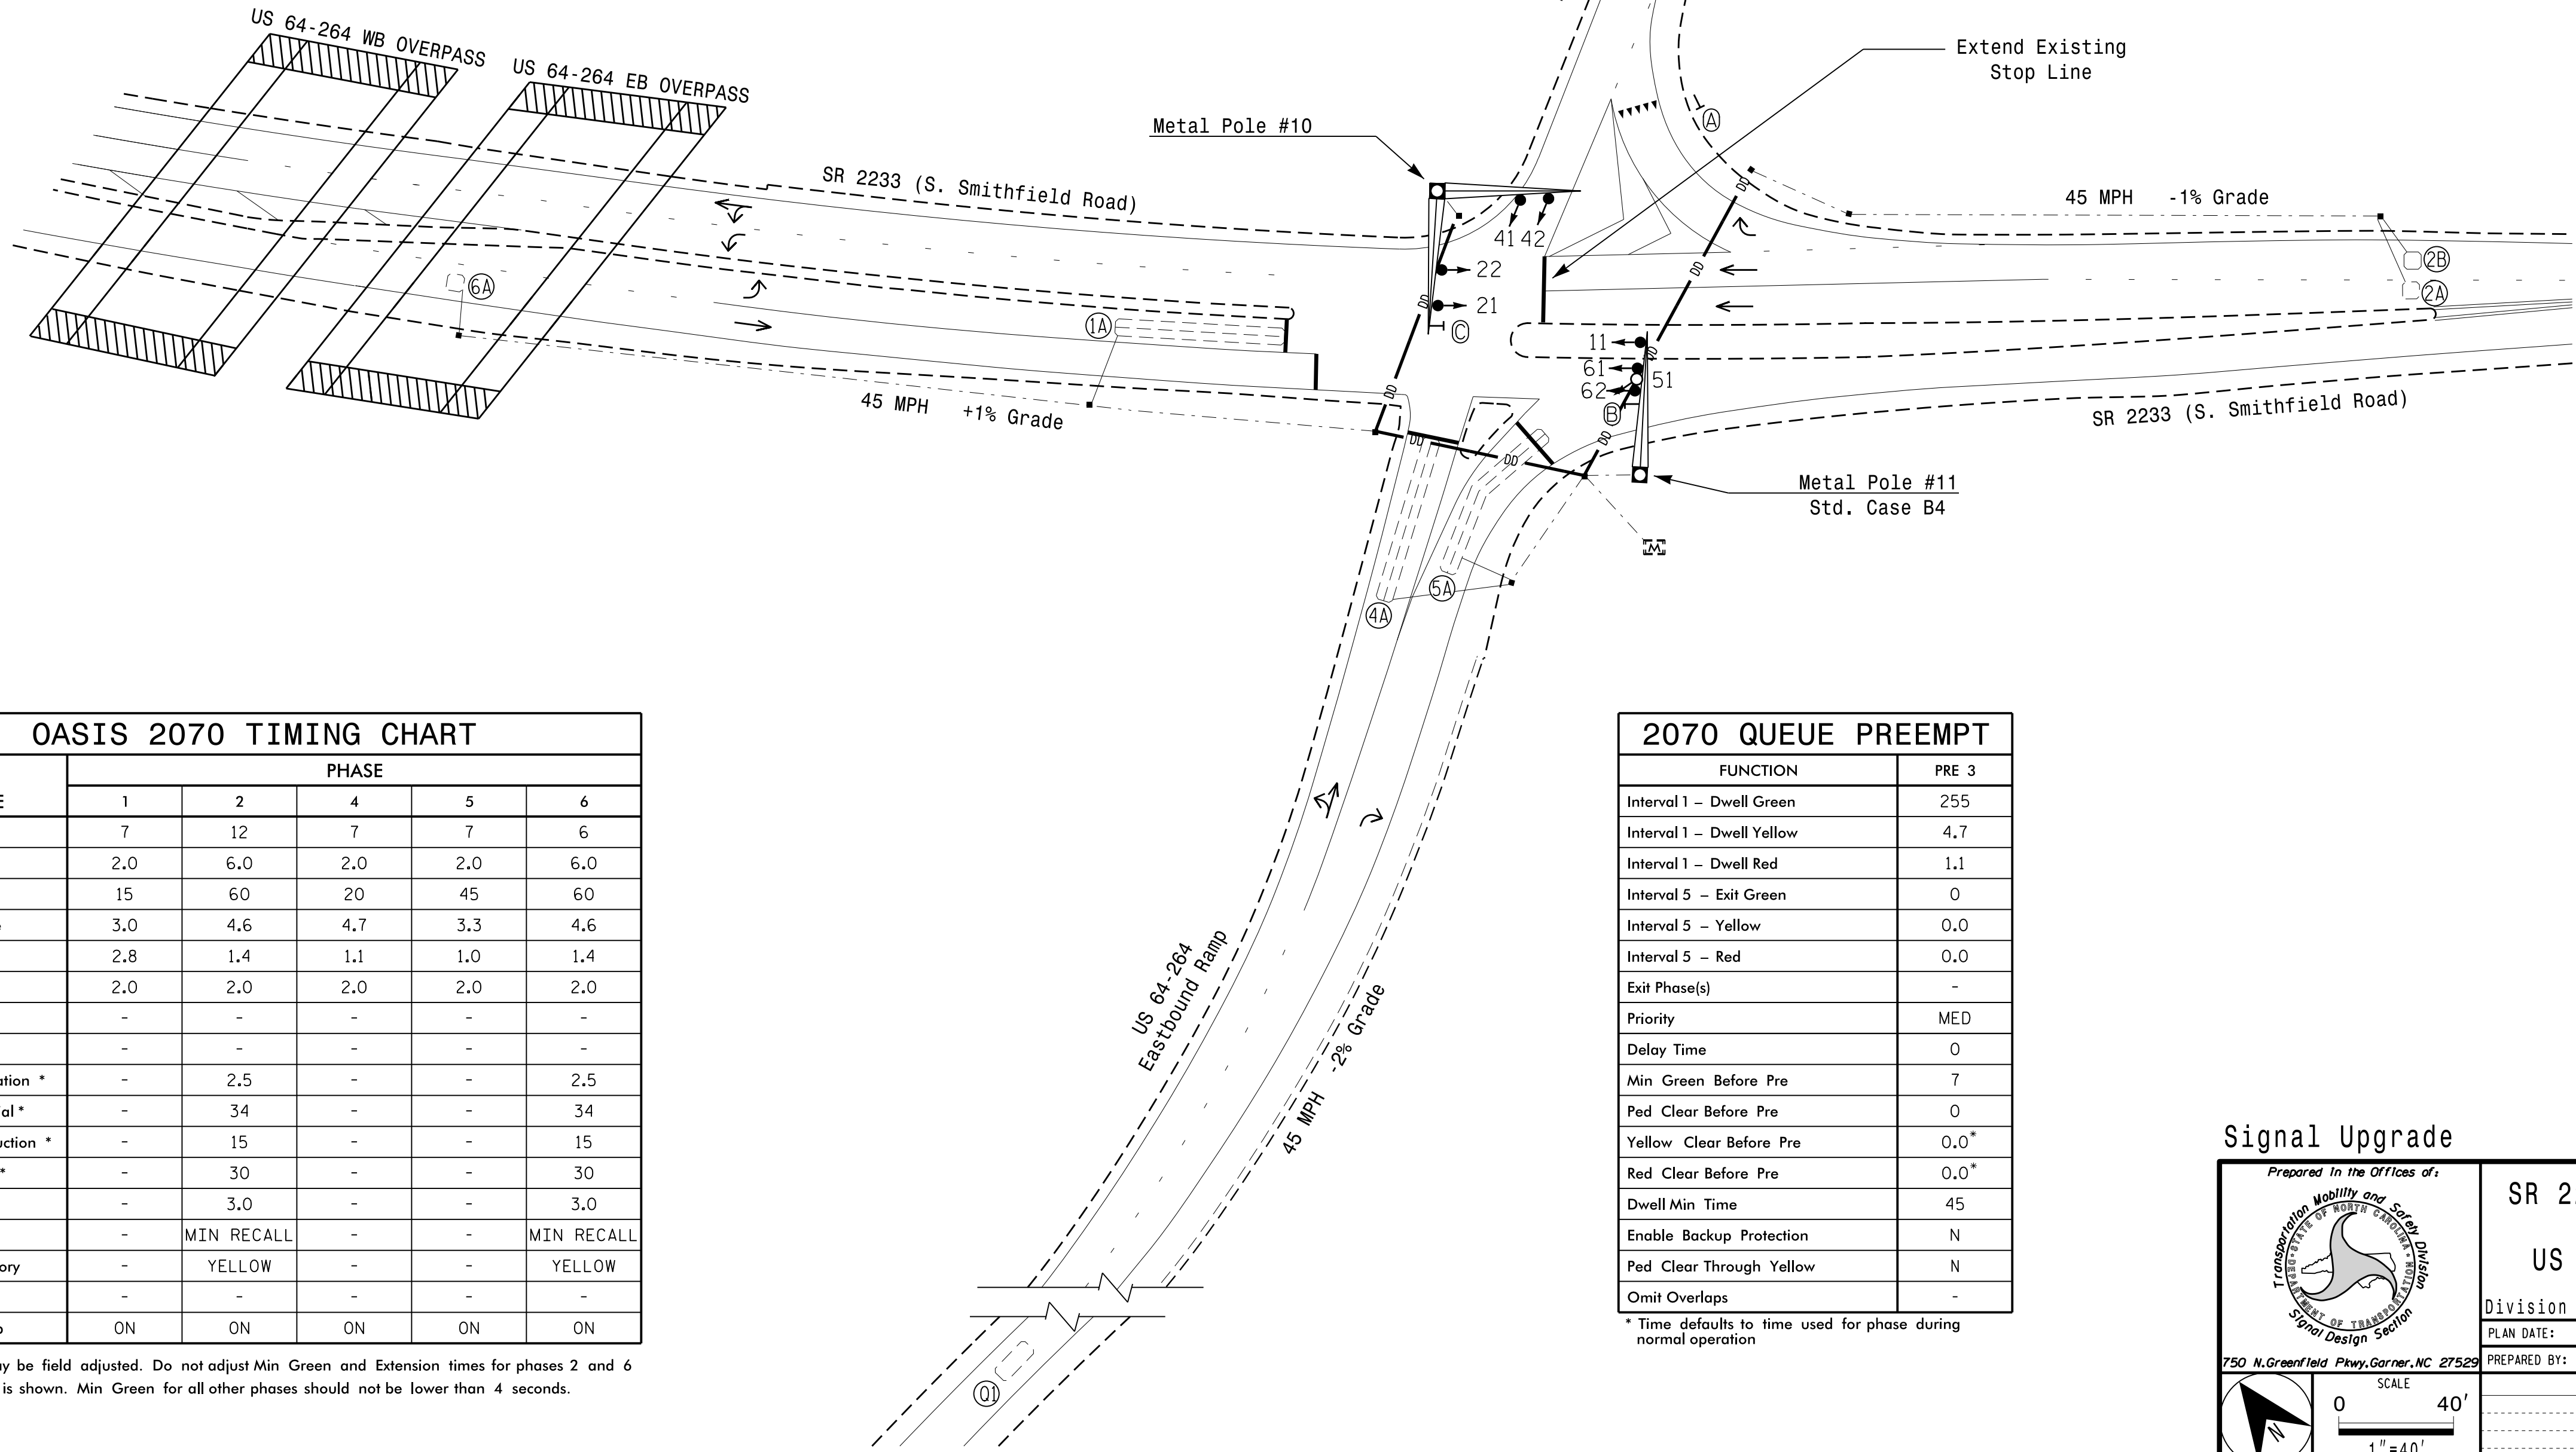 US 64-264 WB OVERPASS
US 64-264 EB OVERPASS
Extend Existing
Stop Line
Metal Pole #10
A
SR 2233 (S. Smithfield Road)
45 MPH -1% Grade
41 42
22
21
C
2B
2A
6A
1A
11
61
51
62
B
DD
DD
DD
DD
DD
DD
DD
DD
45 MPH +1% Grade
SR 2233 (S. Smithfield Road)
Metal Pole #11
Std. Case B4
M
5A
4A
US 64-264
Eastbound Ramp
45 MPH -2% Grade
Q1
OASIS 2070 TIMING CHART
PHASE
1 2 4 5 6
7 12 7 7 6
2.0 6.0 2.0 2.0 6.0
15 60 20 45 60
3.0 4.6 4.7 3.3 4.6
2.8 1.4 1.1 1.0 1.4
2.0 2.0 2.0 2.0 2.0
- - - - -
- - - - -
ation * - 2.5 - - 2.5
al * - 34 - - 34
uction * - 15 - - 15
* - 30 - - 30
- 3.0 - - 3.0
- MIN RECALL - - MIN RECALL
ory - YELLOW - - YELLOW
- - - - -
ON ON ON ON ON
ay be field adjusted. Do not adjust Min Green and Extension times for phases 2 and 6
is shown. Min Green for all other phases should not be lower than 4 seconds.
2070 QUEUE PREEMPT
FUNCTION PRE 3
Interval 1 – Dwell Green 255
Interval 1 – Dwell Yellow 4.7
Interval 1 – Dwell Red 1.1
Interval 5 – Exit Green 0
Interval 5 – Yellow 0.0
Interval 5 – Red 0.0
Exit Phase(s) -
Priority MED
Delay Time 0
Min Green Before Pre 7
Ped Clear Before Pre 0
Yellow Clear Before Pre 0.0*
Red Clear Before Pre 0.0*
Dwell Min Time 45
Enable Backup Protection N
Ped Clear Through Yellow N
Omit Overlaps -
* Time defaults to time used for phase during
normal operation
Signal Upgrade
Prepared in the Offices of:
Transportation Mobility and Safety Division
STATE OF NORTH CAROLINA
DEPARTMENT OF TRANSPORTATION
Signal Design Section
750 N.Greenfield Pkwy,Garner,NC 27529
SR 2
US
Division
PLAN DATE:
PREPARED BY:
SCALE
0 40'
1"=40'
N